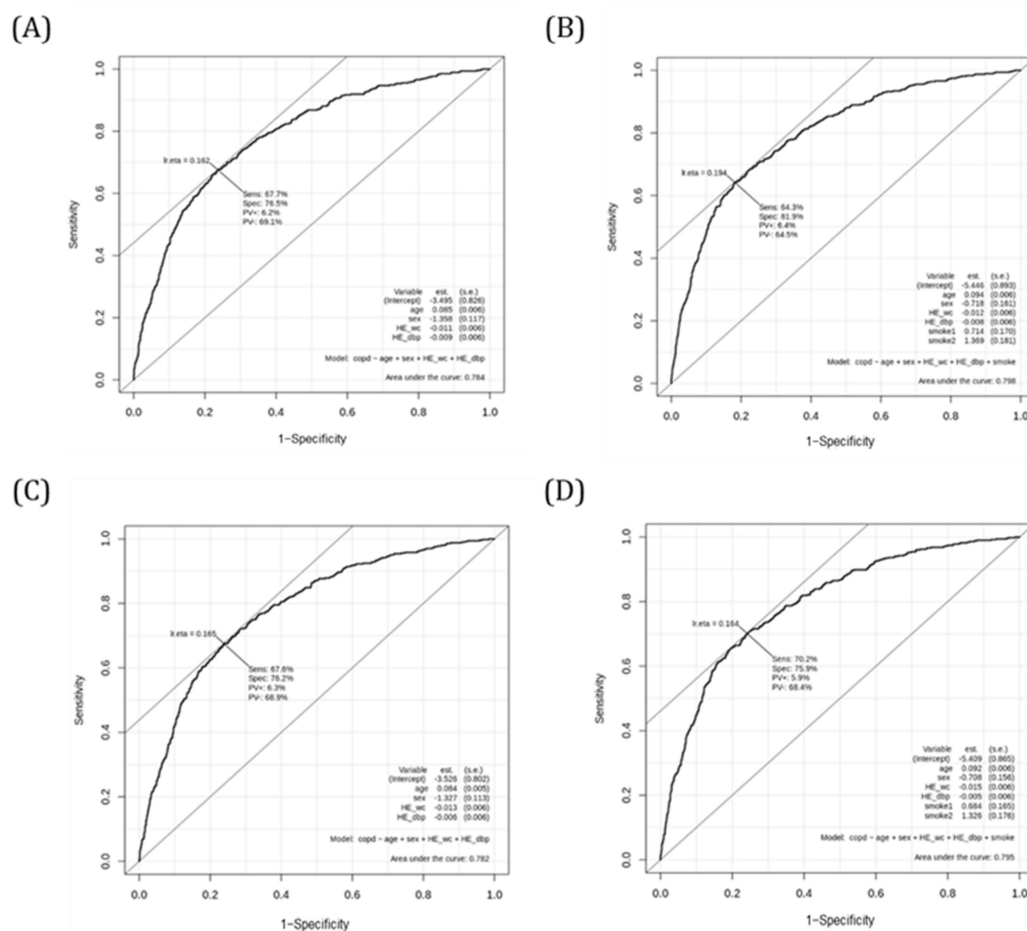 (A)
1.0
0.8
0.6
0.4
0.2
0.0
Sensitivity
lr.eta = 0.162
Sens: 67.7%
Spec: 76.5%
PV+: 6.2%
PV-: 69.1%
Variable est. (s.e.)
(Intercept) -3.495 (0.826)
age 0.085 (0.006)
sex -1.358 (0.117)
HE_wc -0.011 (0.006)
HE_dbp -0.009 (0.006)
Model: copd ~ age + sex + HE_wc + HE_dbp
Area under the curve: 0.784
0.0 0.2 0.4 0.6 0.8 1.0
1-Specificity
(B)
1.0
0.8
0.6
0.4
0.2
0.0
Sensitivity
lr.eta = 0.194
Sens: 64.3%
Spec: 81.9%
PV+: 6.4%
PV-: 64.5%
Variable est. (s.e.)
(Intercept) -5.446 (0.893)
age 0.094 (0.006)
sex -0.718 (0.161)
HE_wc -0.012 (0.006)
HE_dbp -0.008 (0.006)
smoke1 0.714 (0.170)
smoke2 1.369 (0.181)
Model: copd ~ age + sex + HE_wc + HE_dbp + smoke
Area under the curve: 0.798
0.0 0.2 0.4 0.6 0.8 1.0
1-Specificity
(C)
1.0
0.8
0.6
0.4
0.2
0.0
Sensitivity
lr.eta = 0.165
Sens: 67.6%
Spec: 76.2%
PV+: 6.3%
PV-: 68.9%
Variable est. (s.e.)
(Intercept) -3.526 (0.802)
age 0.084 (0.005)
sex -1.327 (0.113)
HE_wc -0.013 (0.006)
HE_dbp -0.006 (0.006)
Model: copd ~ age + sex + HE_wc + HE_dbp
Area under the curve: 0.782
0.0 0.2 0.4 0.6 0.8 1.0
1-Specificity
(D)
1.0
0.8
0.6
0.4
0.2
0.0
Sensitivity
lr.eta = 0.164
Sens: 70.2%
Spec: 75.9%
PV+: 5.9%
PV-: 68.4%
Variable est. (s.e.)
(Intercept) -5.409 (0.865)
age 0.092 (0.006)
sex -0.708 (0.156)
HE_wc -0.015 (0.006)
HE_dbp -0.005 (0.006)
smoke1 0.684 (0.165)
smoke2 1.326 (0.176)
Model: copd ~ age + sex + HE_wc + HE_dbp + smoke
Area under the curve: 0.795
0.0 0.2 0.4 0.6 0.8 1.0
1-Specificity